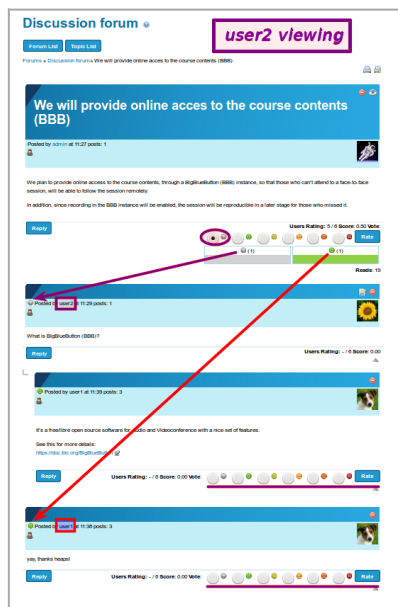 Discussion forum
user2 viewing
Forum List Topic List
Forums » Discussion forum» We will provide online acces to the course contents (BBB)
We will provide online acces to the course contents
(BBB)
Posted by admin at 11:27 posts: 1
We plan to provide online access to the course contents, through a BigBlueButton (BBB) instance, so that those who can't attend to a face-to-face
session, will be able to follow the session remotely.
In addition, since recording in the BBB instance will be enabled, the session will be reproducible in a later stage for those who missed it.
Reply
Users Rating: 5 / 6 Score: 0.50 Vote:
Rate
(1) (1)
Reads: 19
Posted by user2 at 11:29 posts: 1
What is BigBlueButton (BBB)?
Reply
Users Rating: - / 6 Score: 0.00
Posted by user1 at 11:39 posts: 3
It's a free/libre open source software for Audio and Videoconference with a nice set of features.
See this for more details:
https://doc.tiki.org/BigBlueButton
Reply Users Rating: - / 6 Score: 0.00 Vote: Rate
Posted by user1 at 11:38 posts: 3
yay, thanks heaps!
Reply Users Rating: - / 6 Score: 0.00 Vote: Rate